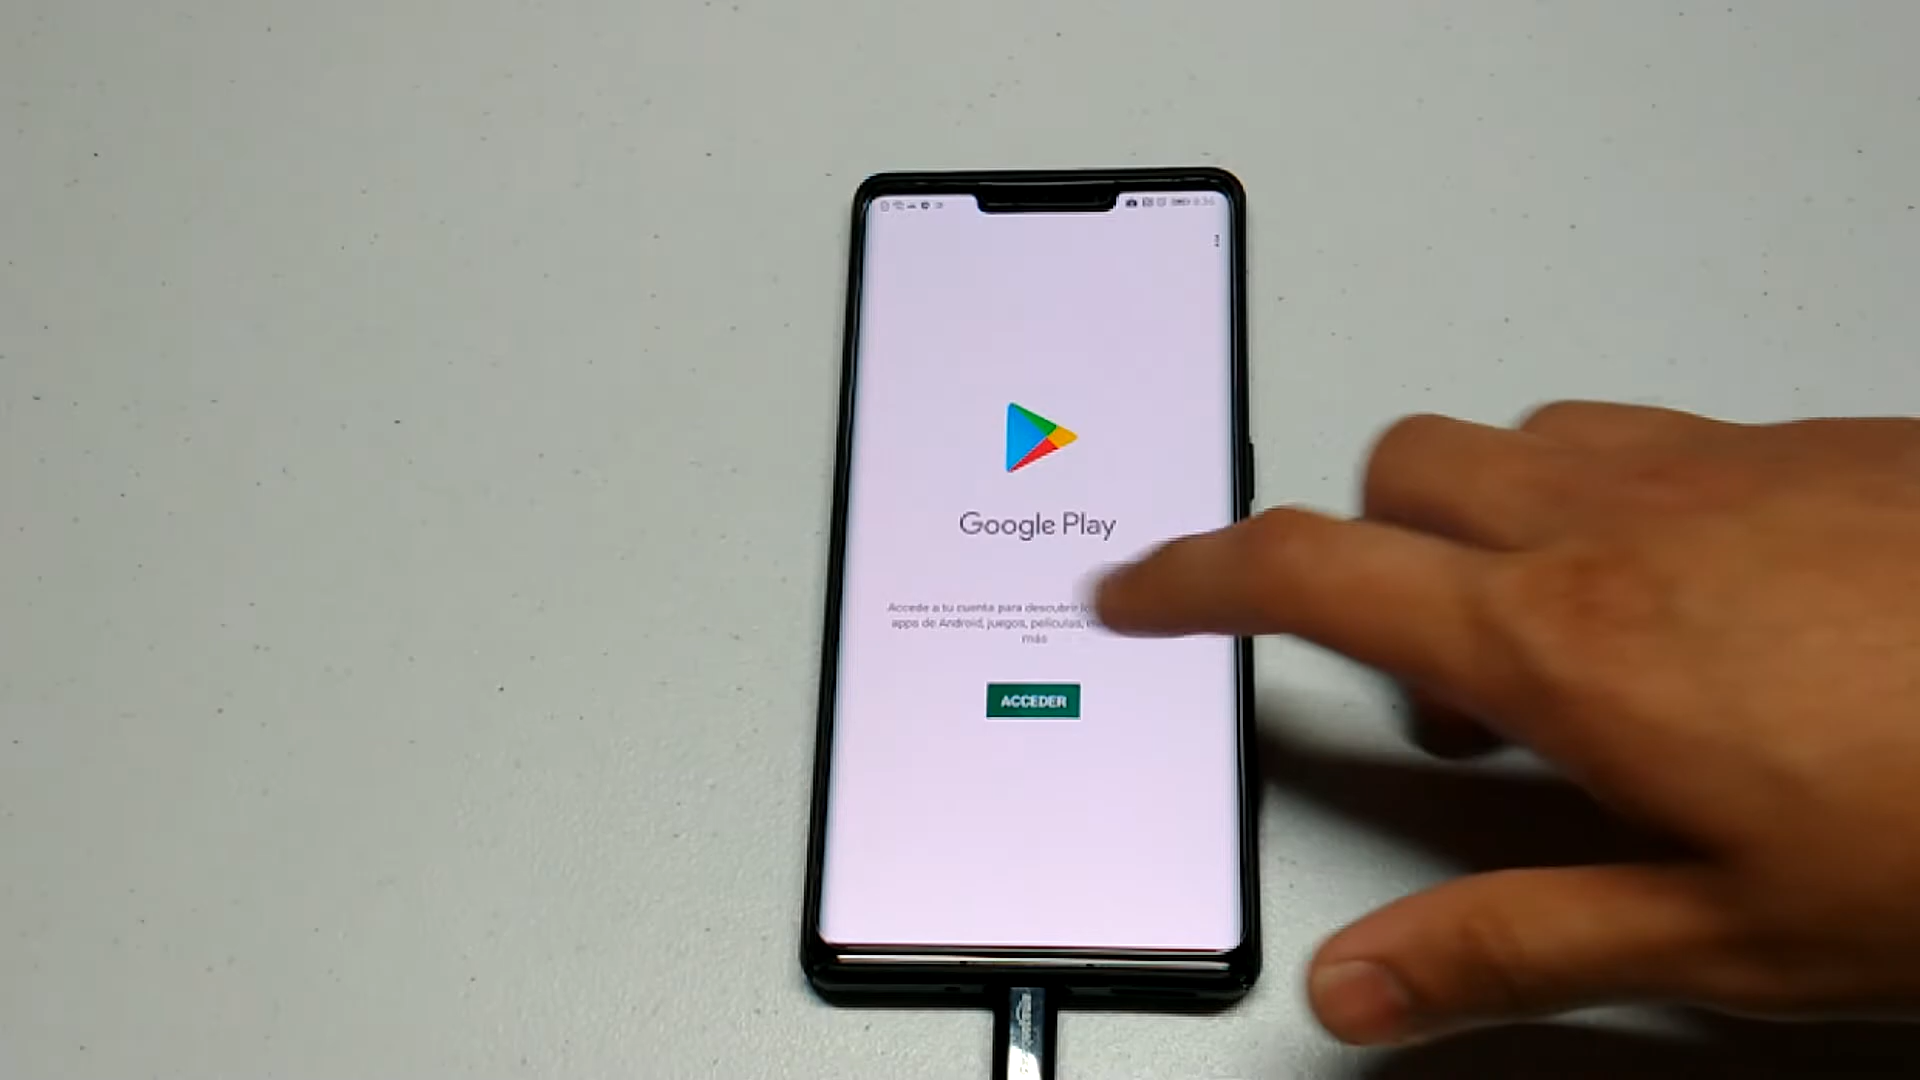 Google Play
Accede a tu cuenta para descubrir
apps de Android, juegos, películas,
más
ACCEDER